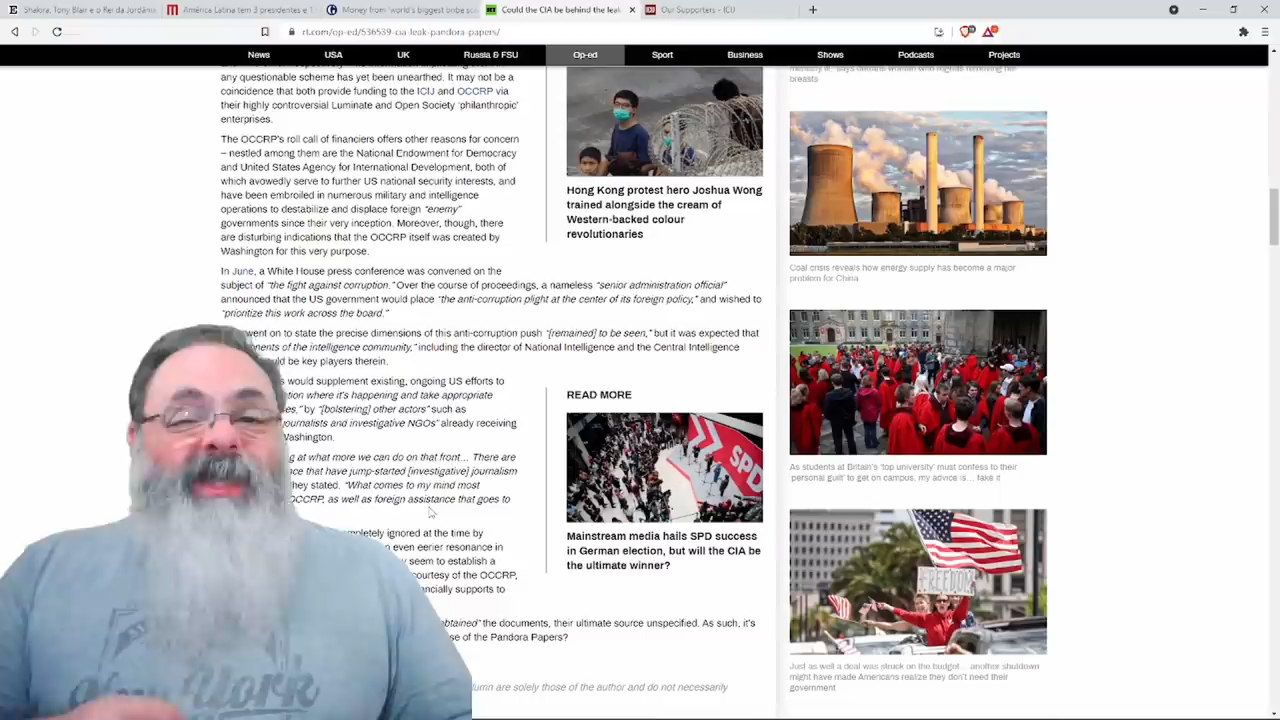 Shakira, Tony Blair e o Rei da Jordânia
América Latina tem 3 presidentes e 1
Money from 'world's biggest bribe sc
Could the CIA be behind the leak
Our Supporters - ICIJ
rt.com/op-ed/536539-cia-leak-pandora-papers/
News USA UK Russia & FSU Op-ed Sport Business Shows Podcasts Projects
any questionable scheme has yet been unearthed. It may not be a
coincidence that both provide funding to the ICIJ and OCCRP via
their highly controversial Luminate and Open Society 'philanthropic'
enterprises.
The OCCRP's roll call of financiers offers other reasons for concern
– nestled among them are the National Endowment for Democracy
and United States Agency for International Development, both of
which avowedly serve to further US national security interests, and
have been embroiled in numerous military and intelligence
operations to destabilize and displace foreign "enemy"
governments since their very inception. Moreover, though, there
are disturbing indications that the OCCRP itself was created by
Washington for this very purpose.
In June, a White House press conference was convened on the
subject of "the fight against corruption." Over the course of proceedings, a nameless "senior administration official"
announced that the US government would place "the anti-corruption plight at the center of its foreign policy," and wished to
"prioritize this work across the board."
went on to state the precise dimensions of this anti-corruption push "[remained] to be seen," but it was expected that
nents of the intelligence community," including the director of National Intelligence and the Central Intelligence
uld be key players therein.
s would supplement existing, ongoing US efforts to
tion where it's happening and take appropriate
es," by "[bolstering] other actors" such as
journalists and investigative NGOs" already receiving
Washington.
g at what more we can do on that front... There are
nce that have jump-started [investigative] journalism
hey stated. "What comes to my mind most
OCCRP, as well as foreign assistance that goes to
pletely ignored at the time by
even eerier resonance in
y seem to establish a
ourtesy of the OCCRP,
ncially supports to
obtained" the documents, their ultimate source unspecified. As such, it's
se of the Pandora Papers?
lumn are solely those of the author and do not necessarily
Hong Kong protest hero Joshua Wong
trained alongside the cream of
Western-backed colour
revolutionaries
READ MORE
SPD
Mainstream media hails SPD success
in German election, but will the CIA be
the ultimate winner?
breasts
Coal crisis reveals how energy supply has become a major
problem for China
As students at Britain's 'top university' must confess to their
'personal guilt' to get on campus, my advice is... fake it
FREEDOM
Just as well a deal was struck on the budget... another shutdown
might have made Americans realize they don't need their
government